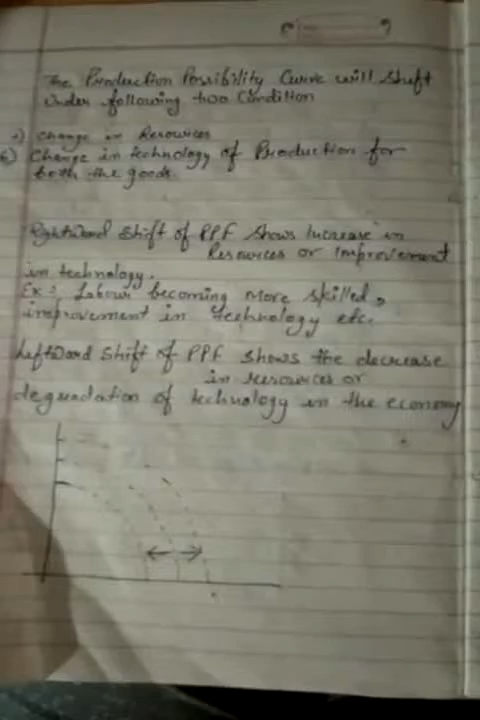 The Production Possibility Curve will Shift
under following two Condition
a) Change in Resources
b) Change in technology of Production for
both the goods.
Rightward Shift of PPF Shows Increase in
Resources or Improvement
in technology.
Ex: Labour becoming More skilled,
improvement in technology etc.
Leftward Shift of PPF shows the decrease
in resources or
degradation of technology in the economy